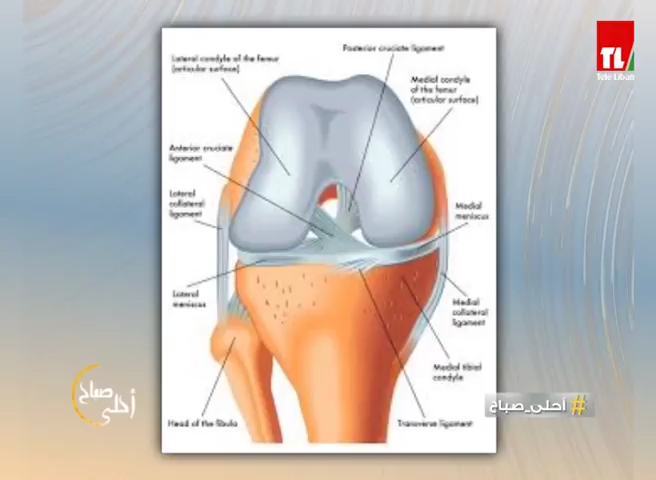 TL
Tele Liban
Posterior cruciate ligament
Lateral condyle of the femur
(articular surface)
Medial condyle
of the femur
(articular surface)
Anterior cruciate
ligament
Lateral
collateral
ligament
Medial
meniscus
Lateral
meniscus
Medial
collateral
ligament
Medial tibial
condyle
Head of the fibula
Transverse ligament
أحلى صباح
#أحلى_صباح